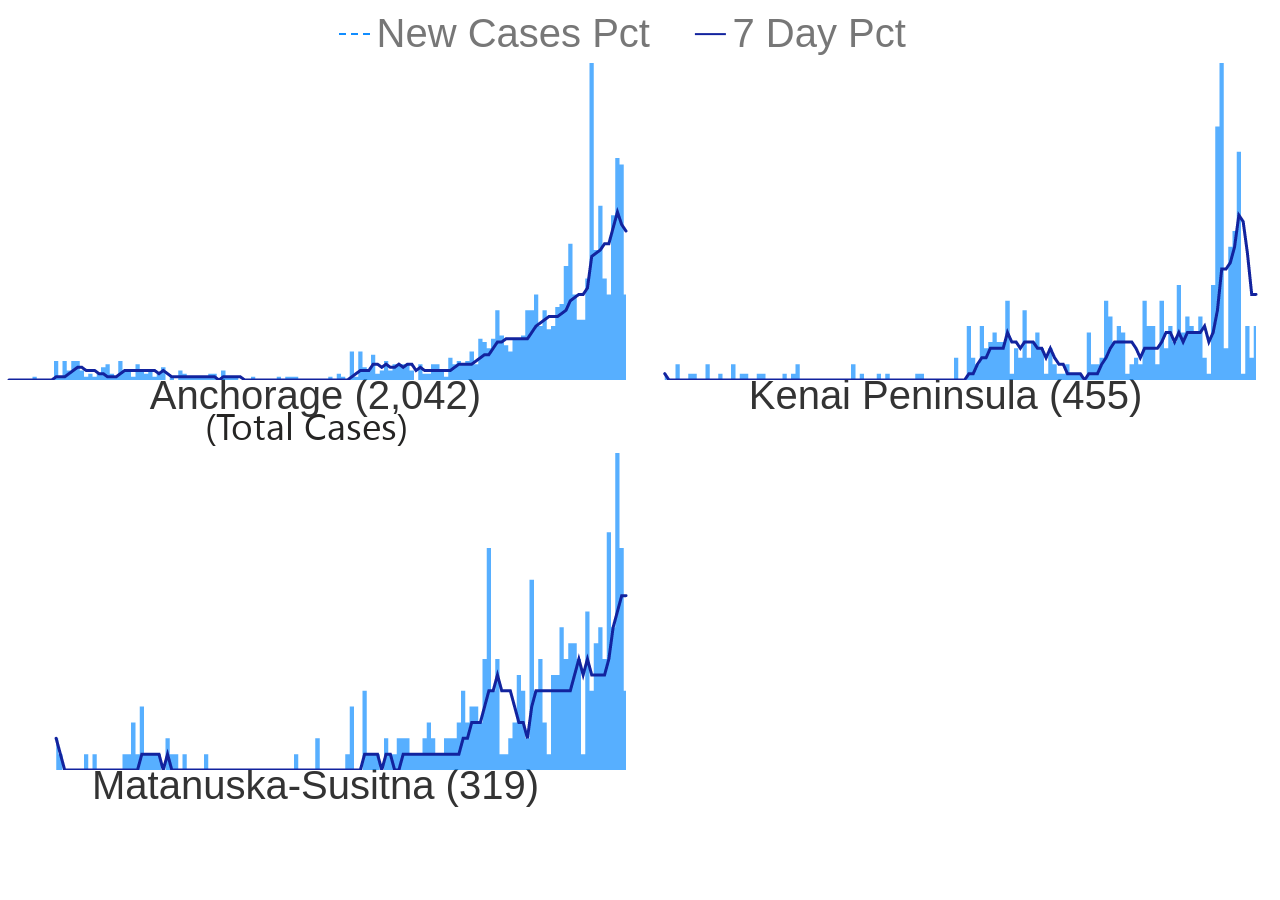 New Cases Pct 7 Day Pct
Anchorage (2,042)
(Total Cases)
Kenai Peninsula (455)
Matanuska-Susitna (319)